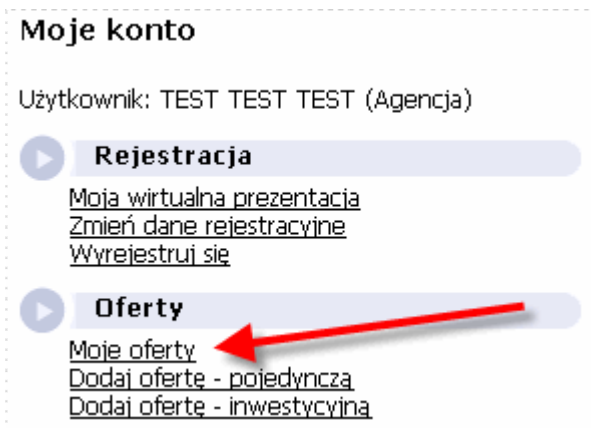 Moje konto
Użytkownik: TEST TEST TEST (Agencja)
Rejestracja
Moja wirtualna prezentacja
Zmień dane rejestracyjne
Wyrejestruj się
Oferty
Moje oferty
Dodaj ofertę - pojedynczą
Dodaj ofertę - inwestycyjną